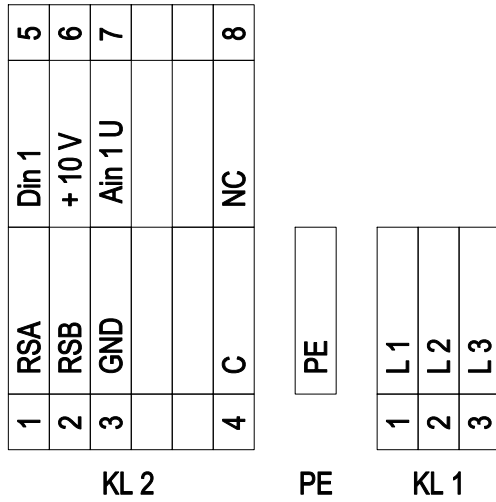 5 6 7 8
Din 1 + 10 V Ain 1 U NC
RSA RSB GND C PE L 1 L 2 L 3
1 2 3 4 1 2 3
KL 2 PE KL 1